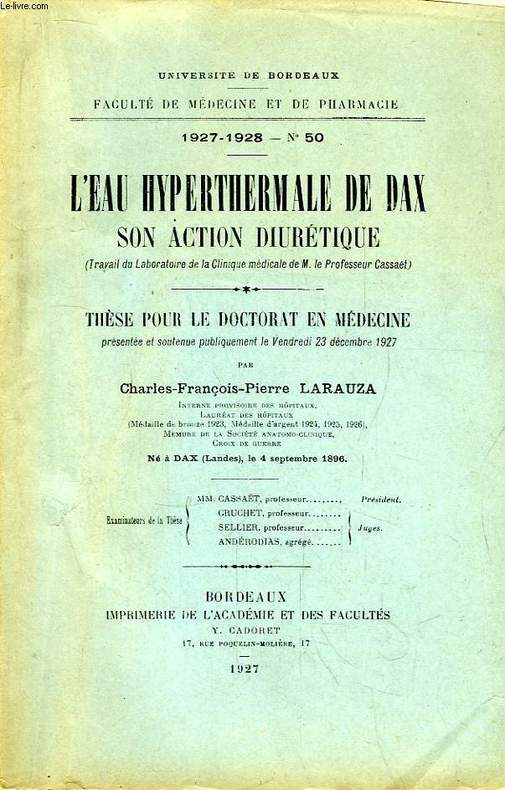 Le-livre.com
UNIVERSITE DE BORDEAUX
FACULTÉ DE MÉDECINE ET DE PHARMACIE
1927-1928 — N° 50
L'EAU HYPERTHERMALE DE DAX
SON ACTION DIURÉTIQUE
(Travail du Laboratoire de la Clinique médicale de M. le Professeur Cassaët)
THÈSE POUR LE DOCTORAT EN MÉDECINE
présentée et soutenue publiquement le Vendredi 23 décembre 1927
PAR
Charles-François-Pierre LARAUZA
INTERNE PROVISOIRE DES HÔPITAUX,
LAURÉAT DES HÔPITAUX
(Médaille de bronze 1923, Médaille d'argent 1924, 1925, 1926),
MEMBRE DE LA SOCIÉTÉ ANATOMO-CLINIQUE,
CROIX DE GUERRE
Né à DAX (Landes), le 4 septembre 1896.
MM. CASSAËT, professeur......... Président.
Examinateurs de la Thèse
GRUCHET, professeur........
SELLIER, professeur.........
ANDÉRODIAS, agrégé......
Juges.
BORDEAUX
IMPRIMERIE DE L'ACADÉMIE ET DES FACULTÉS
Y. CADORET
17, RUE POQUELIN-MOLIÈRE, 17
1927